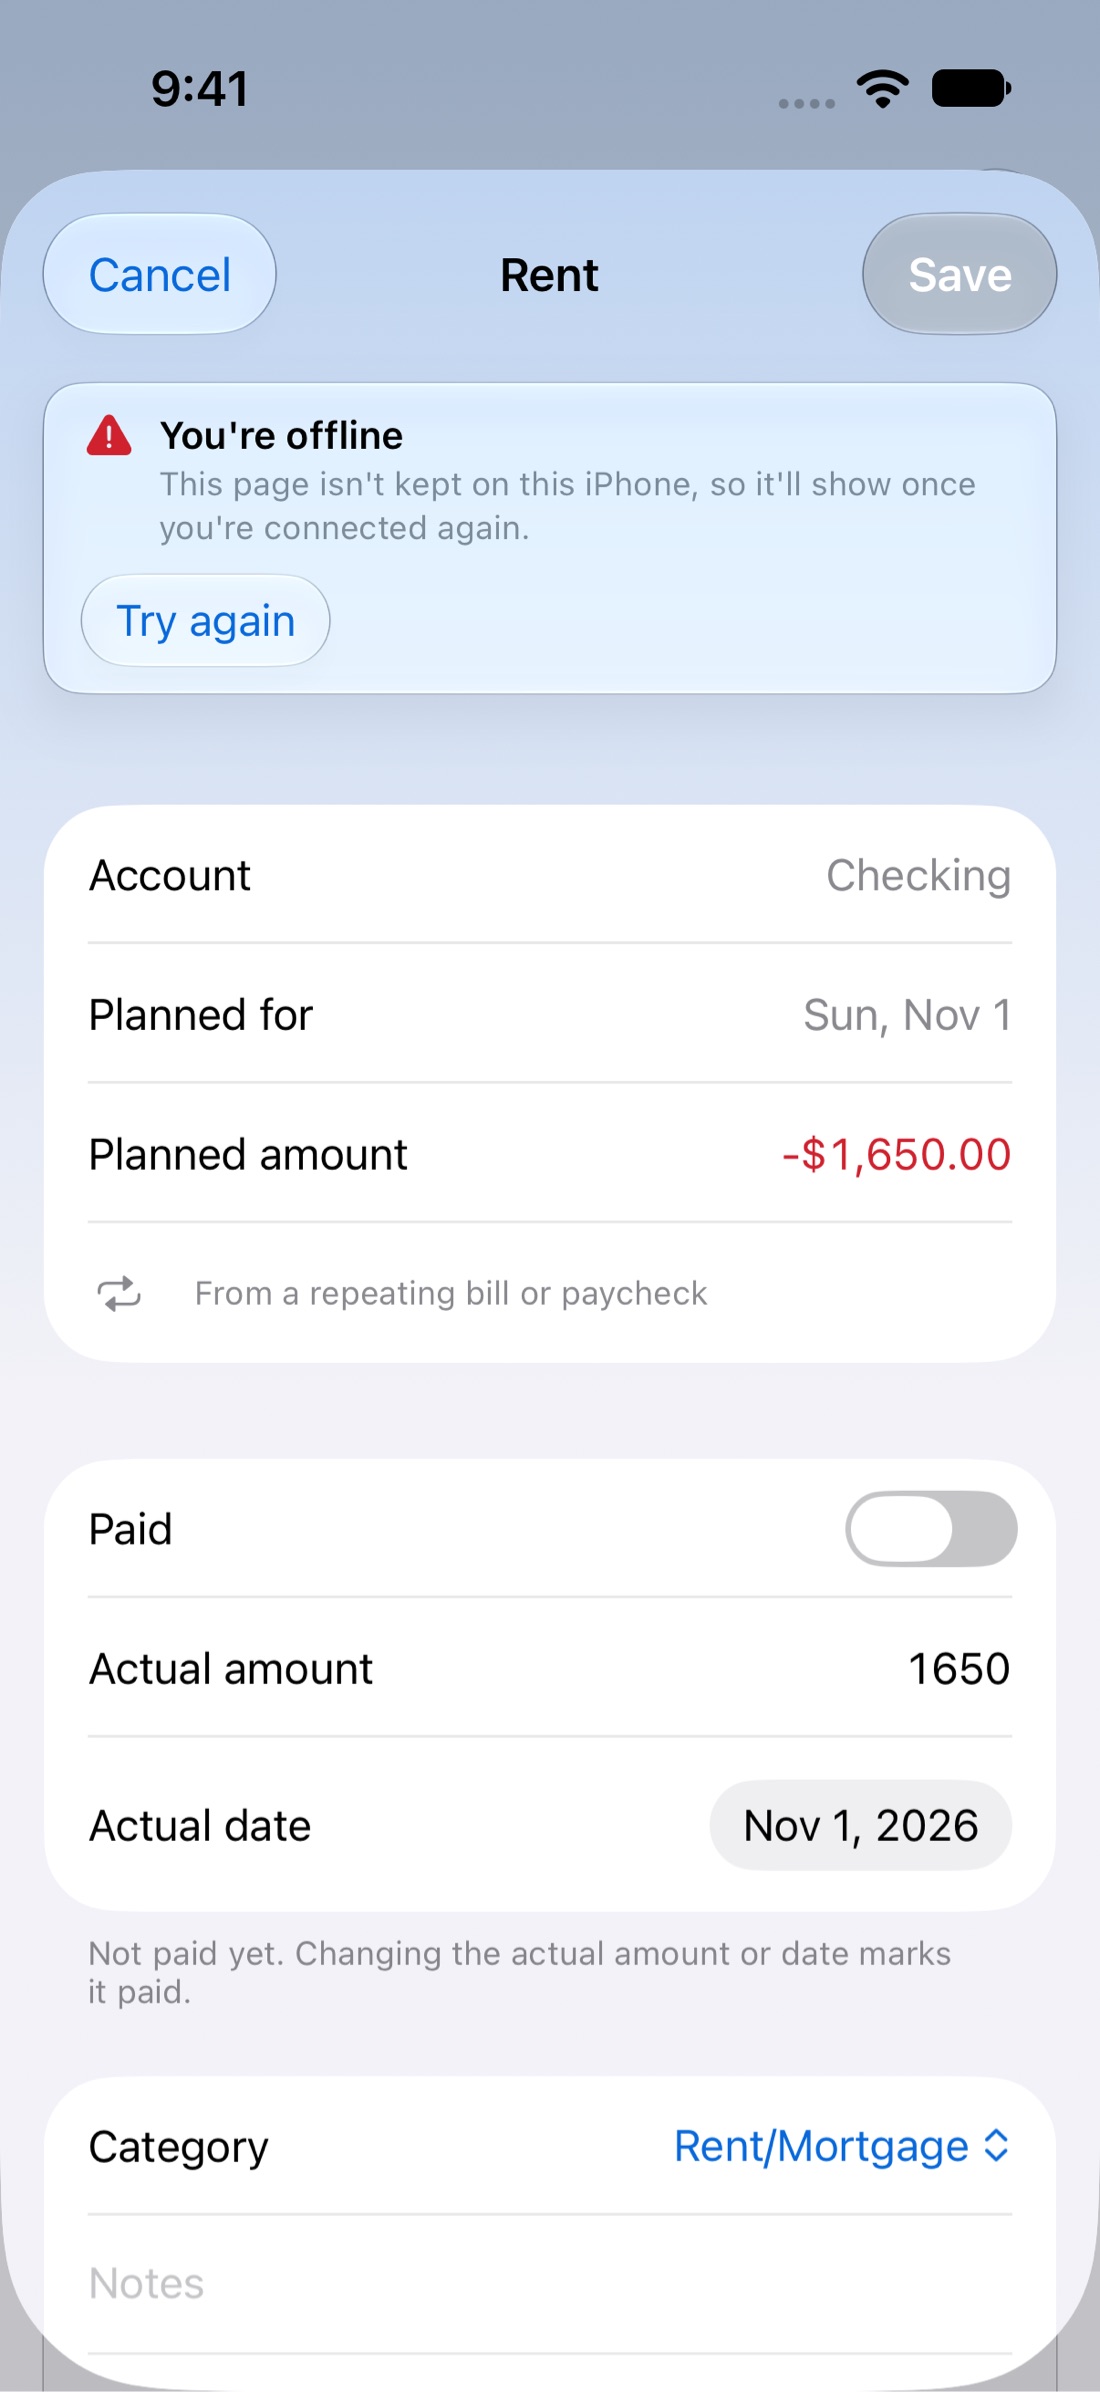 9:41
Cancel
Rent
Save
You're offline
This page isn't kept on this iPhone, so it'll show once
you're connected again.
Try again
Account
Checking
Planned for
Sun, Nov 1
Planned amount
-$1,650.00
From a repeating bill or paycheck
Paid
Actual amount
1650
Actual date
Nov 1, 2026
Not paid yet. Changing the actual amount or date marks
it paid.
Category
Rent/Mortgage
Notes